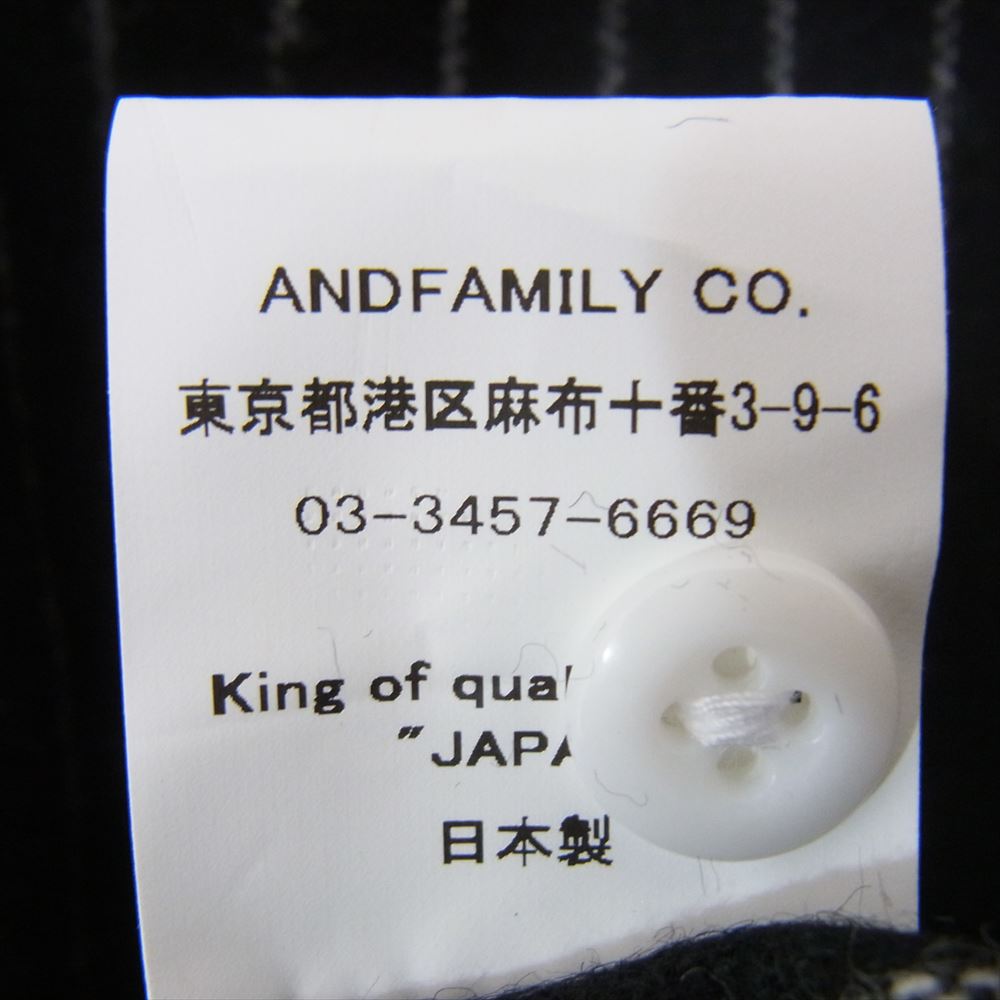 ANDFAMILY CO.
東京都港区麻布十番3-9-6
03-3457-6669
King of
"JAPA
日本製